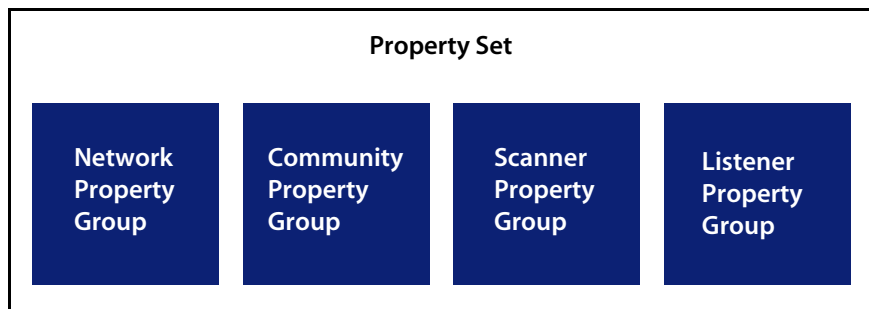 Property Set
Network
Property
Group
Community
Property
Group
Scanner
Property
Group
Listener
Property
Group